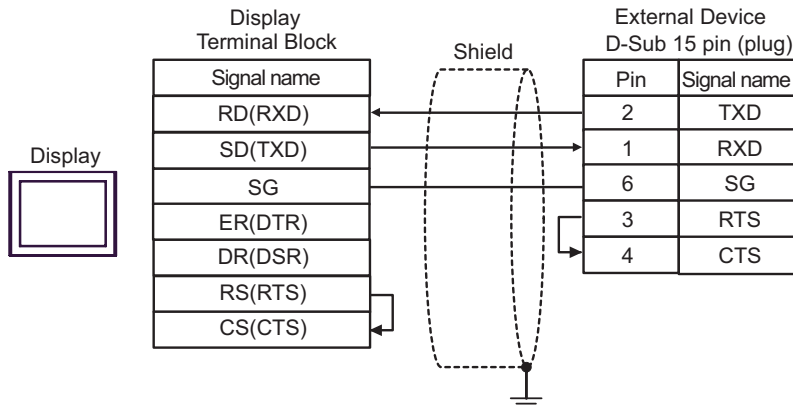 Display
Terminal Block
Shield
External Device
D-Sub 15 pin (plug)
Display
Signal name
RD(RXD)
SD(TXD)
SG
ER(DTR)
DR(DSR)
RS(RTS)
CS(CTS)
Pin Signal name
2 TXD
1 RXD
6 SG
3 RTS
4 CTS